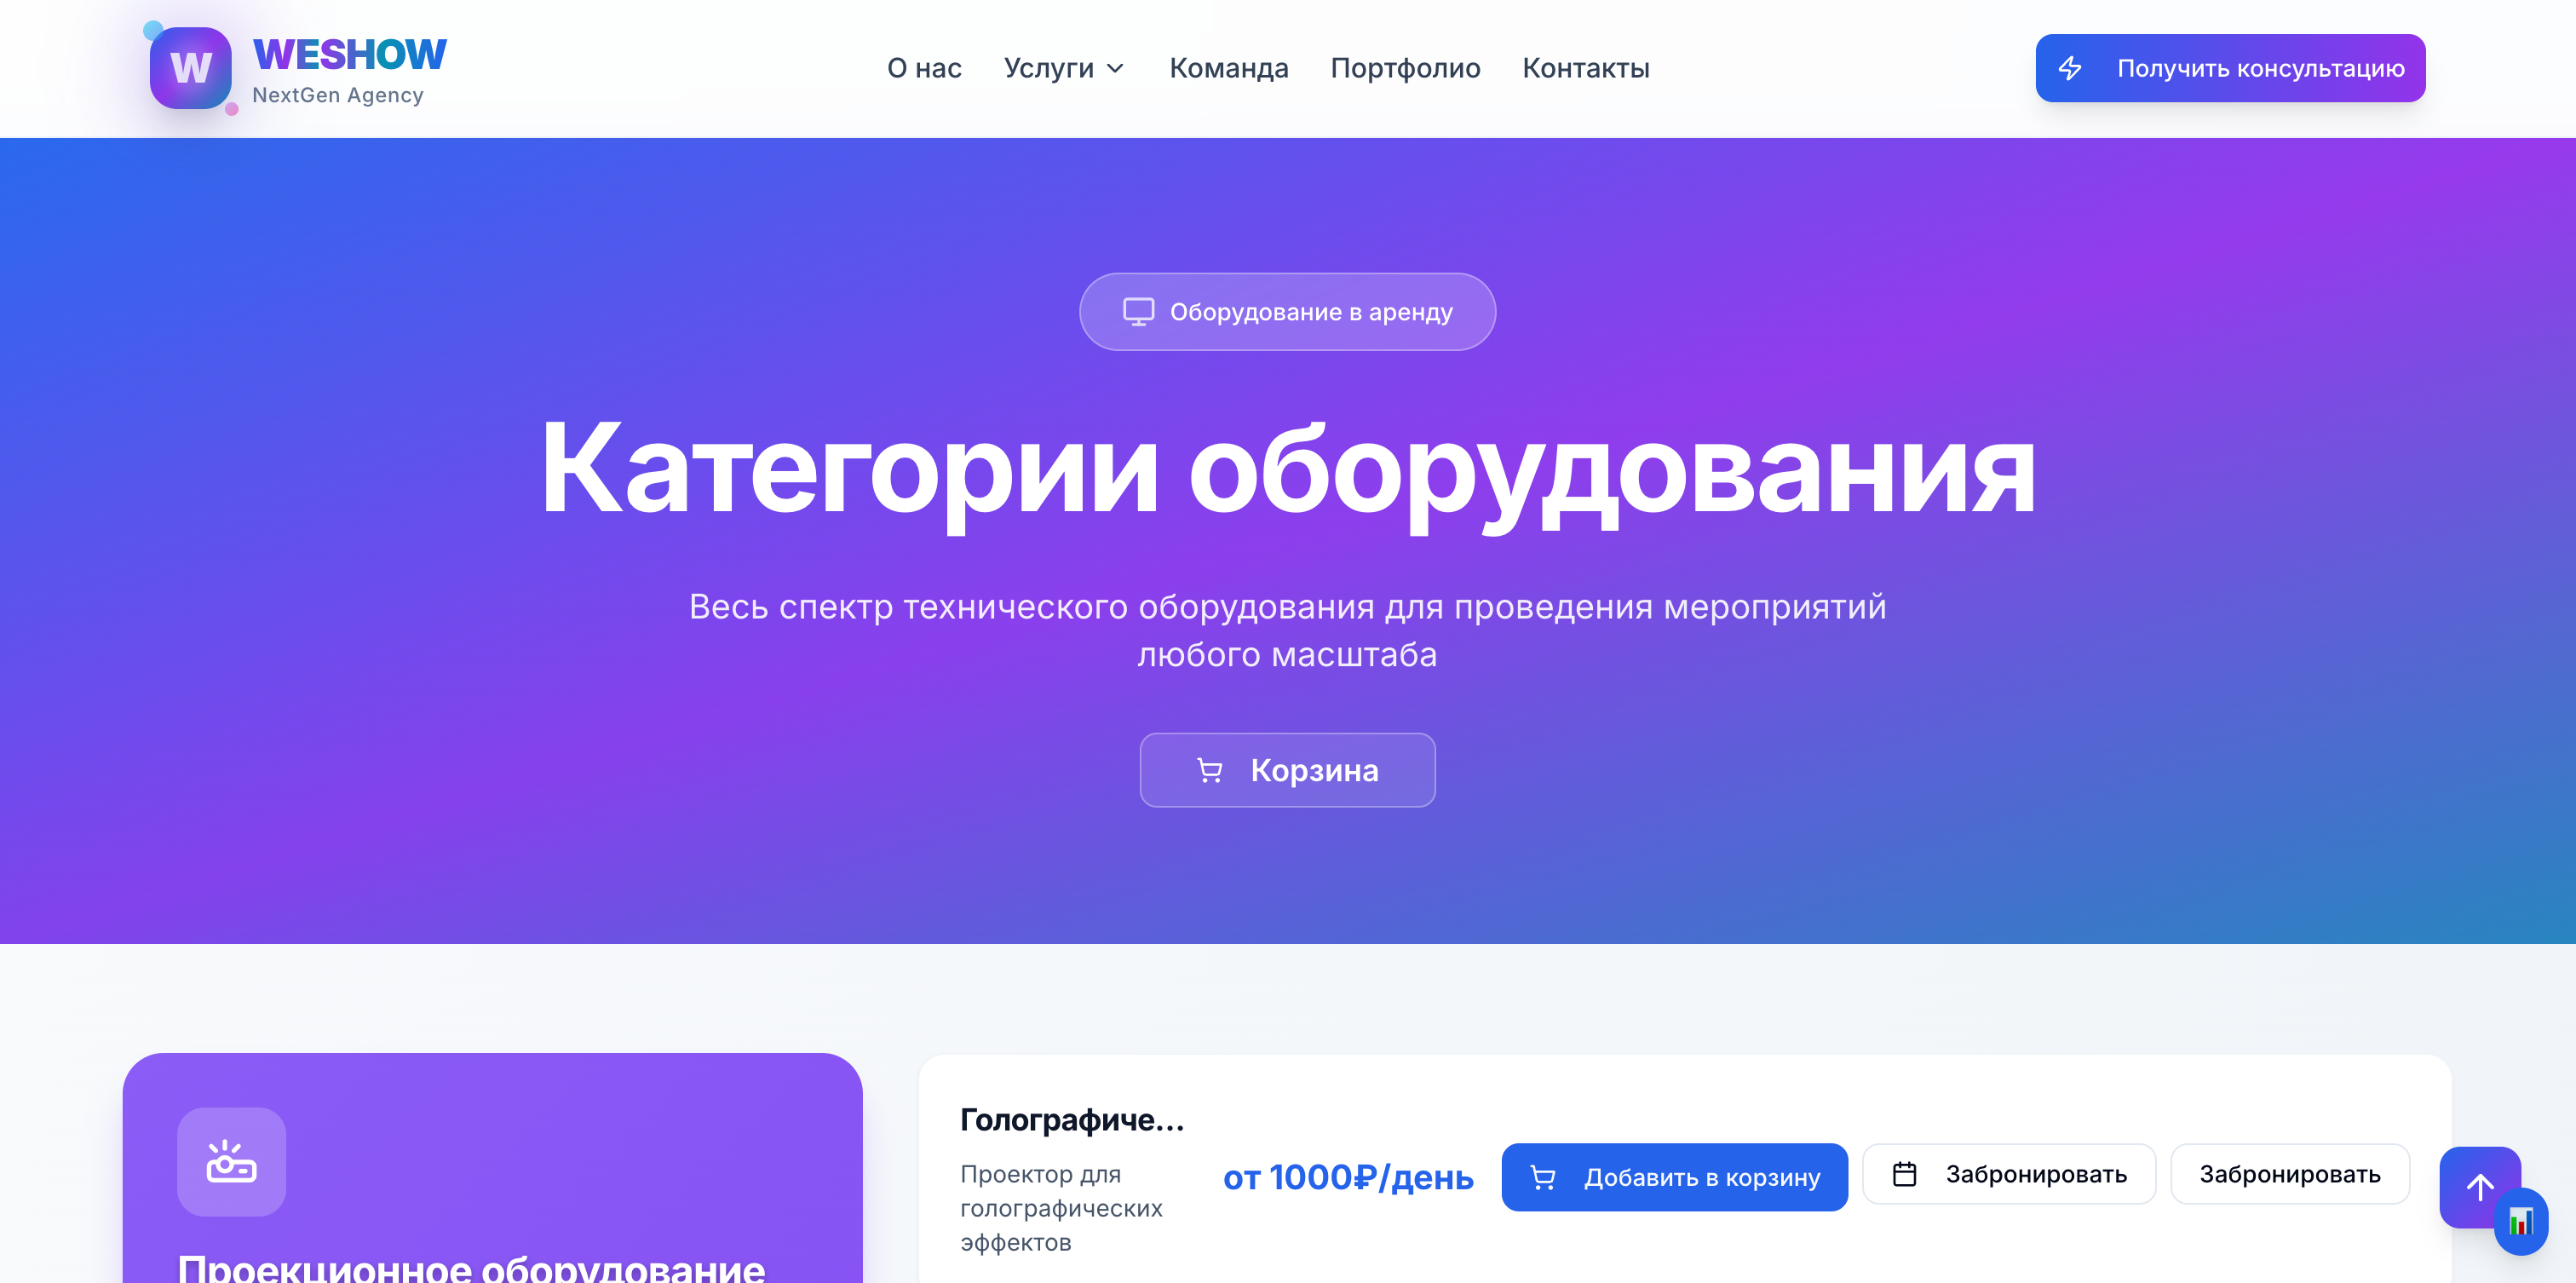 W
WESHOW
NextGen Agency
О нас
Услуги
Команда
Портфолио
Контакты
Получить консультацию
Оборудование в аренду
Категории оборудования
Весь спектр технического оборудования для проведения мероприятий
любого масштаба
Корзина
Проекционное оборудование
Голографиче...
Проектор для
голографических
эффектов
от 1000₽/день
Добавить в корзину
Забронировать
Забронировать